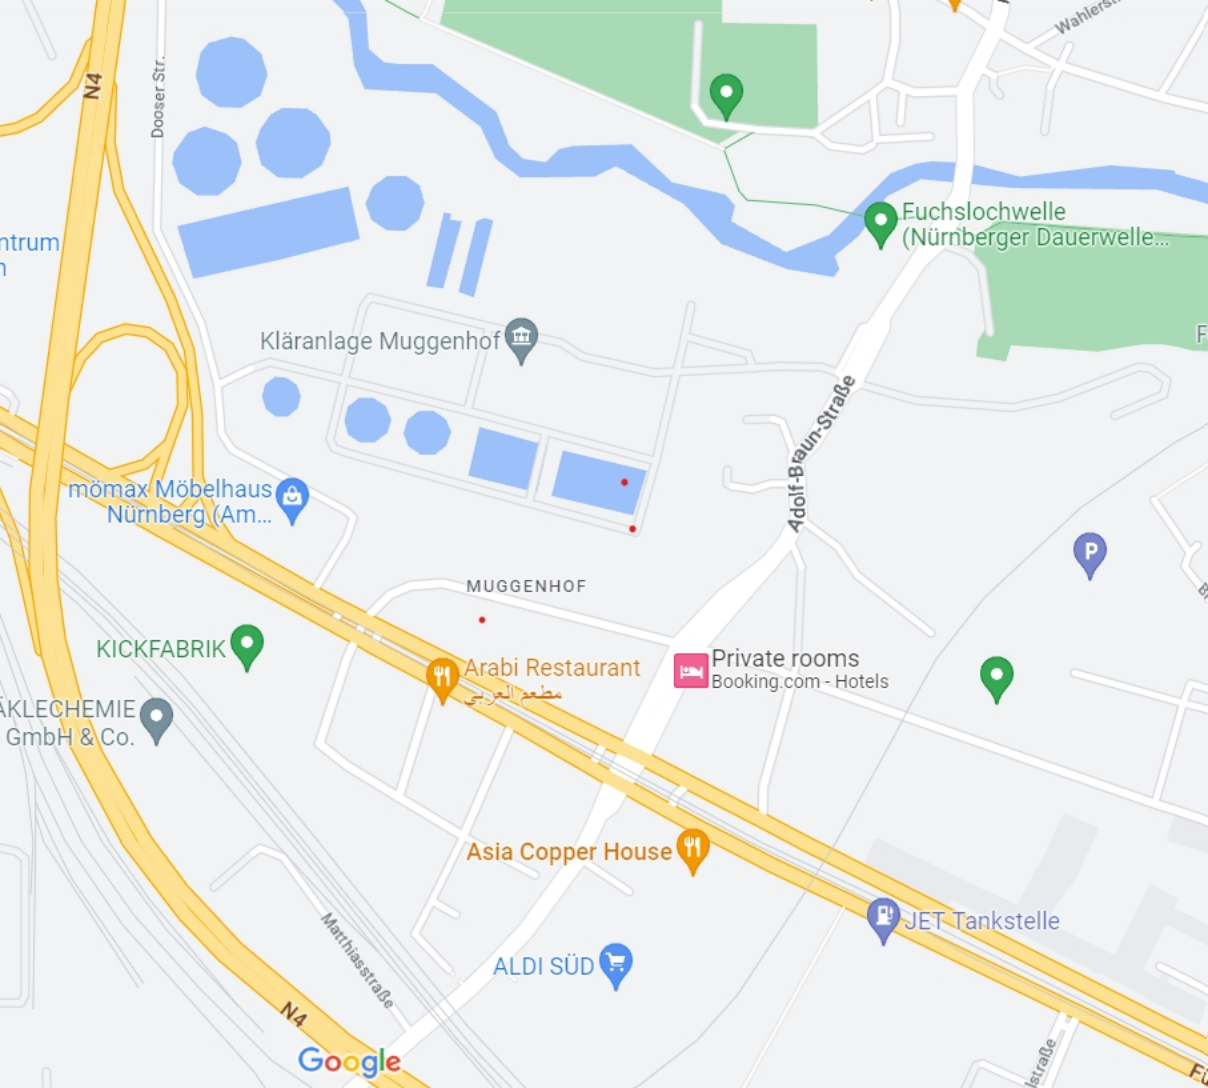 Wahlerst
N4
Dooser Str.
Fuchslochwelle
(Nürnberger Dauerwelle...
ntrum
n
Kläranlage Muggenhof
F
Adolf-Braun-Straße
mömax Möbelhaus
Nürnberg (Am...
P
MUGGENHOF
KICKFABRIK
Private rooms
Booking.com - Hotels
Arabi Restaurant
مطعم العربي
ÄKLECHEMIE
GmbH & Co.
Asia Copper House
JET Tankstelle
Matthiasstraße
ALDI SÜD
N4
Google
lstraße
Fü